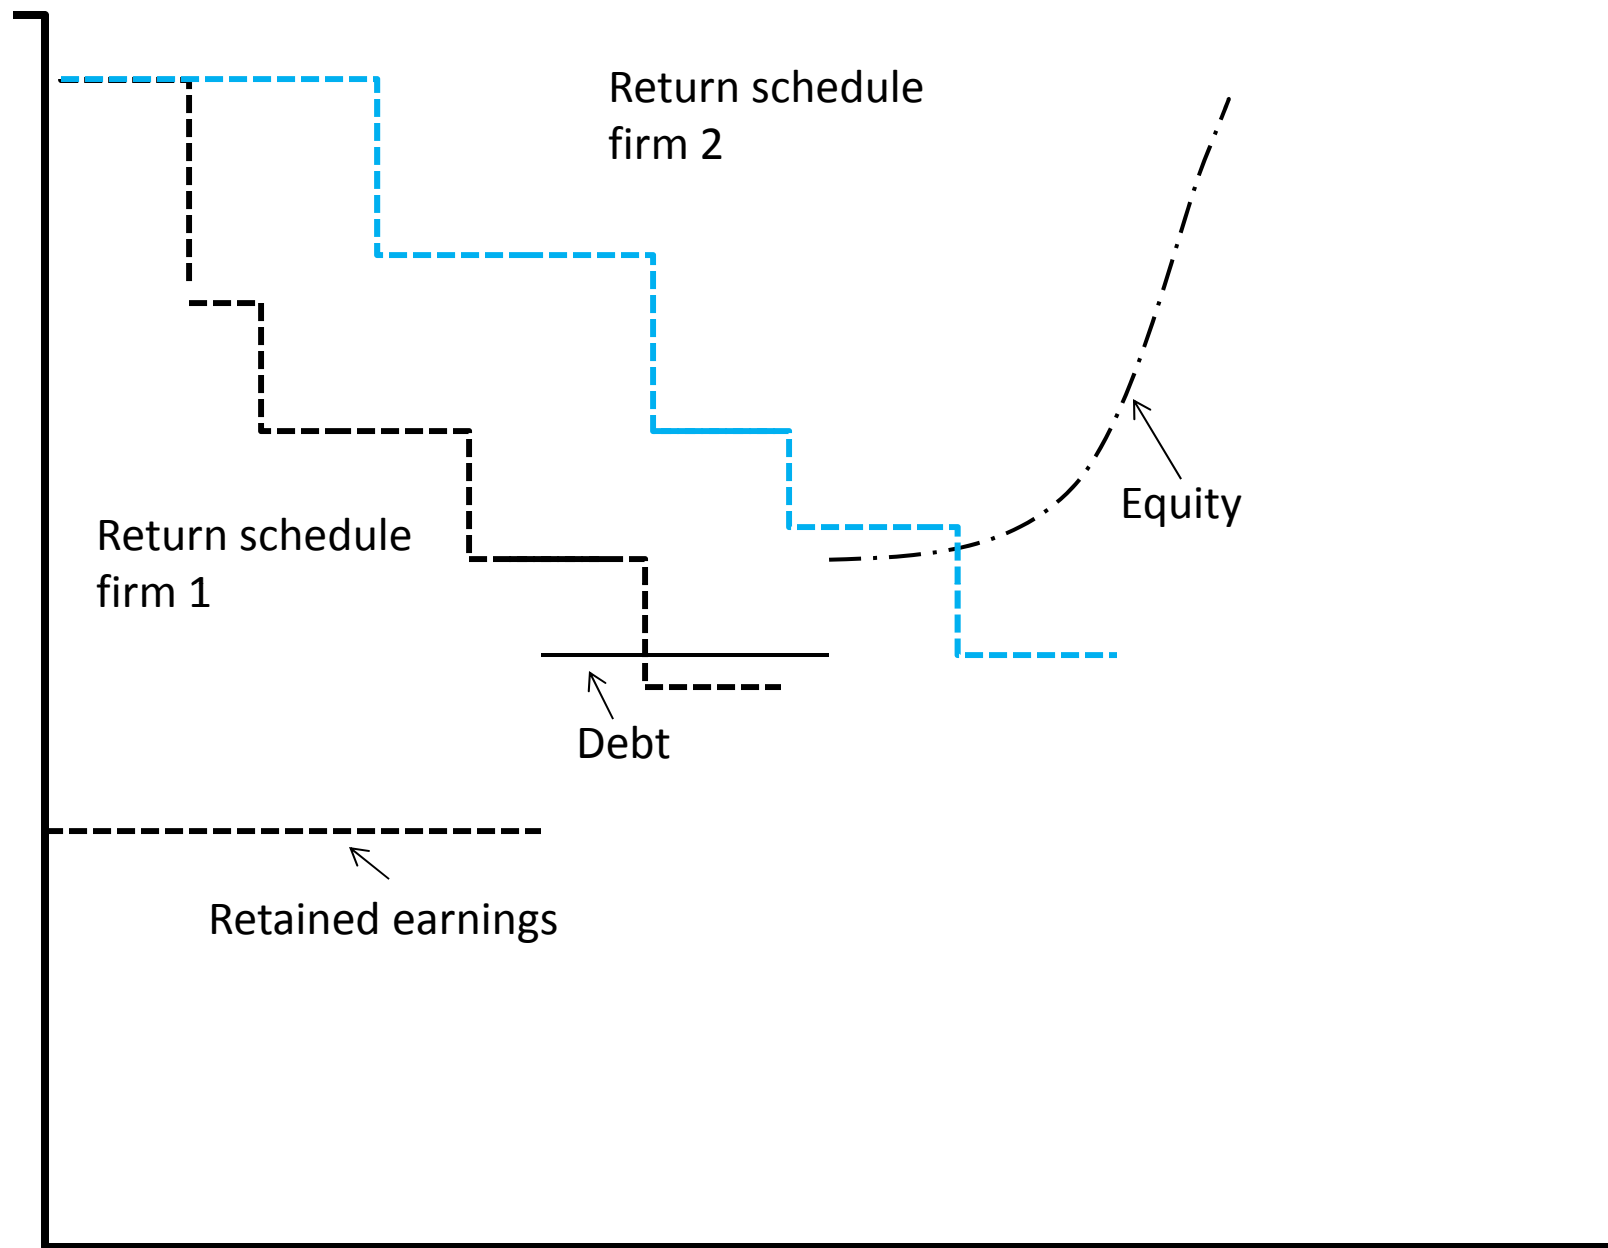 Return schedule
firm 2
Equity
Return schedule
firm 1
Debt
Retained earnings